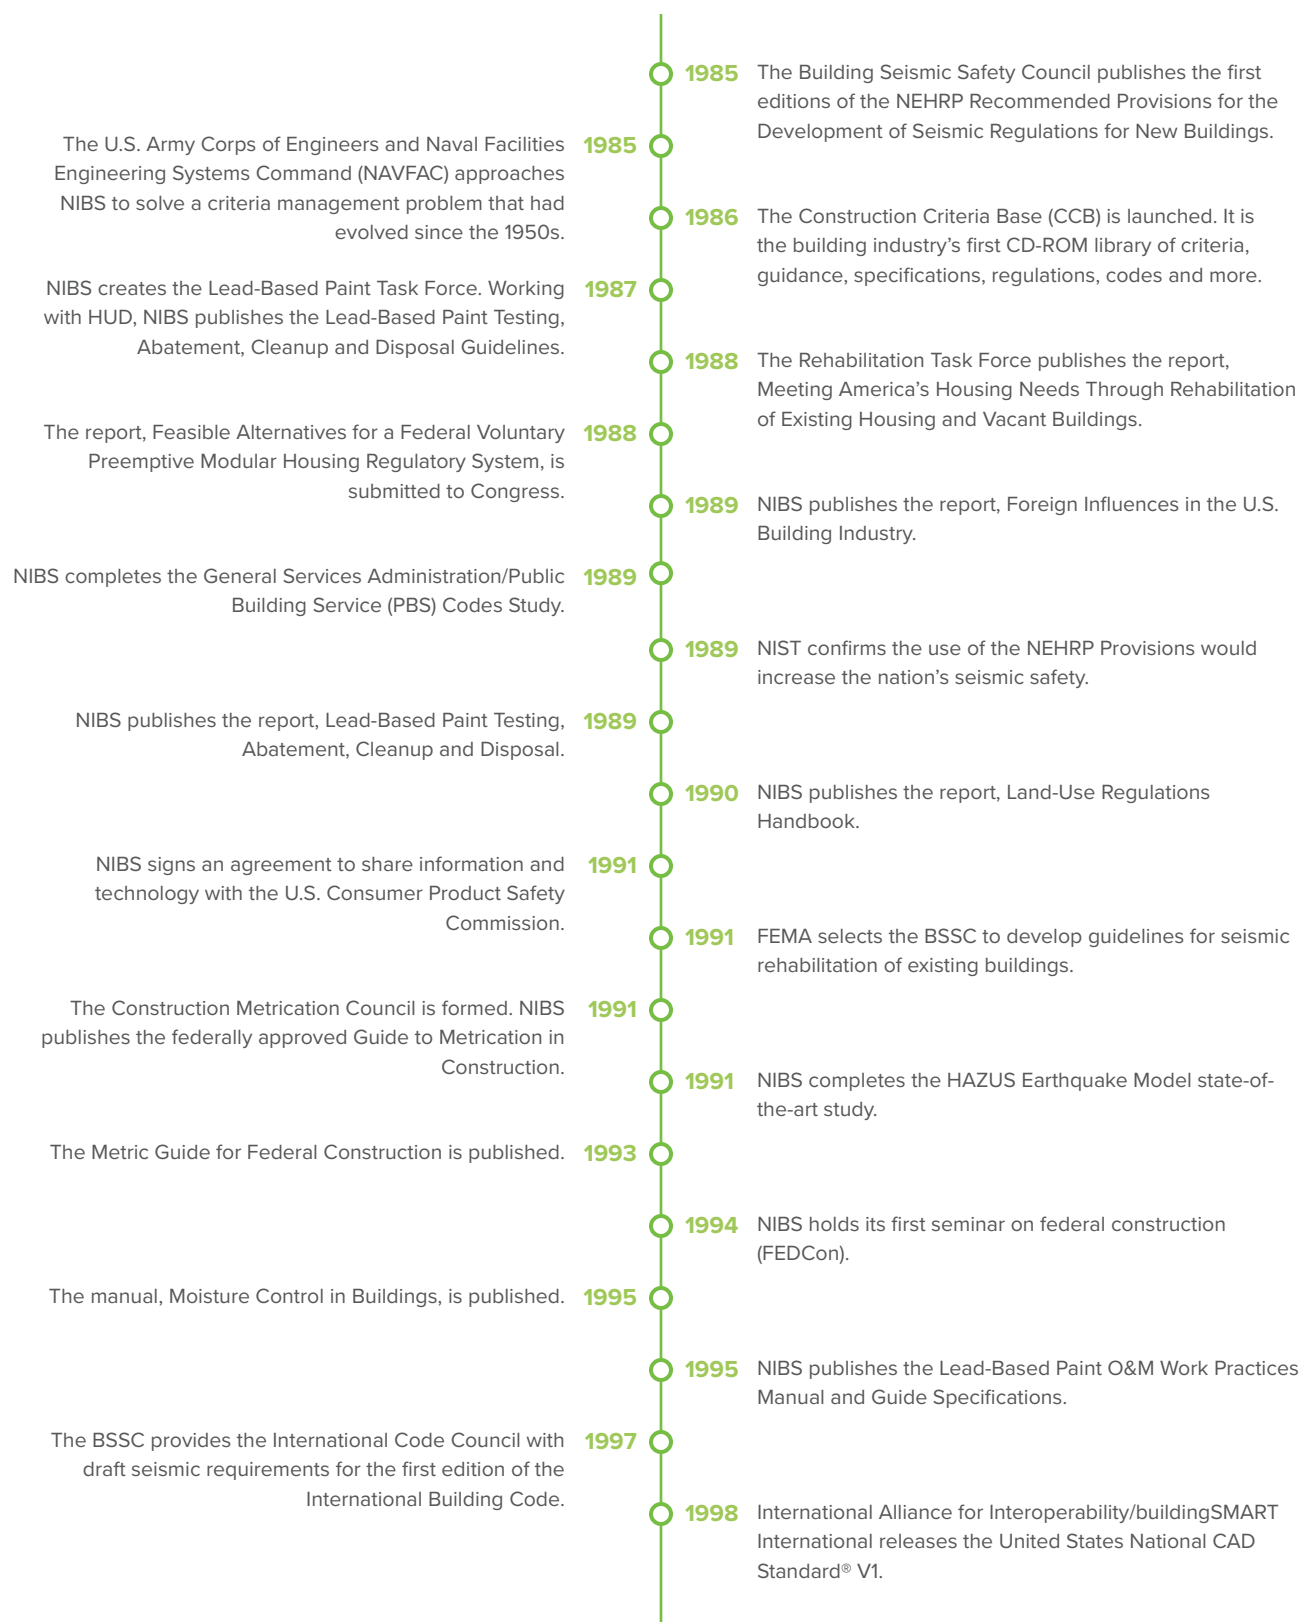 1985
The Building Seismic Safety Council publishes the first
editions of the NEHRP Recommended Provisions for the
Development of Seismic Regulations for New Buildings.
The U.S. Army Corps of Engineers and Naval Facilities
Engineering Systems Command (NAVFAC) approaches
NIBS to solve a criteria management problem that had
evolved since the 1950s.
1985
1986
The Construction Criteria Base (CCB) is launched. It is
the building industry’s first CD-ROM library of criteria,
guidance, specifications, regulations, codes and more.
NIBS creates the Lead-Based Paint Task Force. Working
with HUD, NIBS publishes the Lead-Based Paint Testing,
Abatement, Cleanup and Disposal Guidelines.
1987
1988
The Rehabilitation Task Force publishes the report,
Meeting America’s Housing Needs Through Rehabilitation
of Existing Housing and Vacant Buildings.
The report, Feasible Alternatives for a Federal Voluntary
Preemptive Modular Housing Regulatory System, is
submitted to Congress.
1988
1989
NIBS publishes the report, Foreign Influences in the U.S.
Building Industry.
NIBS completes the General Services Administration/Public
Building Service (PBS) Codes Study.
1989
1989
NIST confirms the use of the NEHRP Provisions would
increase the nation’s seismic safety.
NIBS publishes the report, Lead-Based Paint Testing,
Abatement, Cleanup and Disposal.
1989
1990
NIBS publishes the report, Land-Use Regulations
Handbook.
NIBS signs an agreement to share information and
technology with the U.S. Consumer Product Safety
Commission.
1991
1991
FEMA selects the BSSC to develop guidelines for seismic
rehabilitation of existing buildings.
The Construction Metrication Council is formed. NIBS
publishes the federally approved Guide to Metrication in
Construction.
1991
1991
NIBS completes the HAZUS Earthquake Model state-of-
the-art study.
The Metric Guide for Federal Construction is published.
1993
1994
NIBS holds its first seminar on federal construction
(FEDCon).
The manual, Moisture Control in Buildings, is published.
1995
1995
NIBS publishes the Lead-Based Paint O&M Work Practices
Manual and Guide Specifications.
The BSSC provides the International Code Council with
draft seismic requirements for the first edition of the
International Building Code.
1997
1998
International Alliance for Interoperability/buildingSMART
International releases the United States National CAD
Standard® V1.